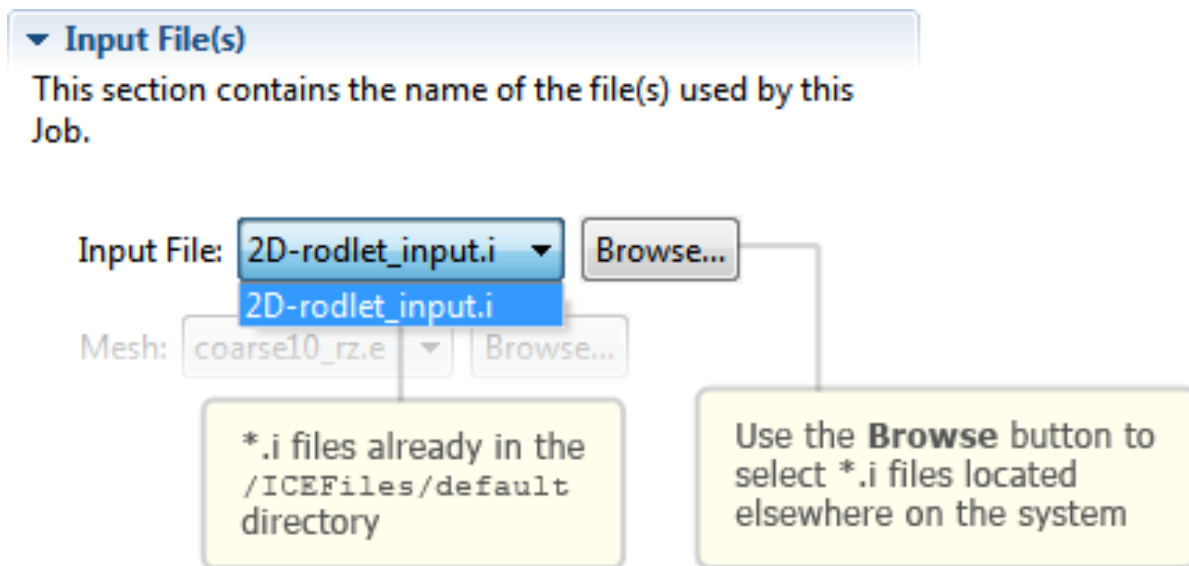 Input File(s)
This section contains the name of the file(s) used by this
Job.
Input File: 2D-rodlet_input.i Browse...
2D-rodlet_input.i
Mesh: coarse10_rz.e Browse...
*.i files already in the
/ICEFiles/default
directory
Use the Browse button to
select *.i files located
elsewhere on the system